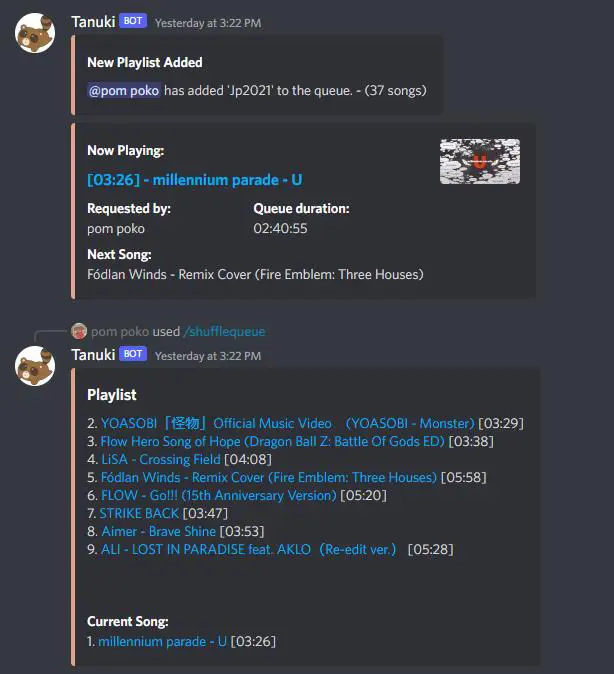 Tanuki BOT Yesterday at 3:22 PM
New Playlist Added
@pom poko has added 'Jp2021' to the queue. - (37 songs)
Now Playing:
[03:26] - millennium parade - U
U
Requested by: Queue duration:
pom poko 02:40:55
Next Song:
Fódlan Winds - Remix Cover (Fire Emblem: Three Houses)
pom poko used /shufflequeue
Tanuki BOT Yesterday at 3:22 PM
Playlist
2. YOASOBI「怪物」Official Music Video （YOASOBI - Monster) [03:29]
3. Flow Hero Song of Hope (Dragon Ball Z: Battle Of Gods ED) [03:38]
4. LiSA - Crossing Field [04:08]
5. Fódlan Winds - Remix Cover (Fire Emblem: Three Houses) [05:58]
6. FLOW - Go!!! (15th Anniversary Version) [05:20]
7. STRIKE BACK [03:47]
8. Aimer - Brave Shine [03:53]
9. ALI - LOST IN PARADISE feat. AKLO（Re-edit ver.） [05:28]
Current Song:
1. millennium parade - U [03:26]